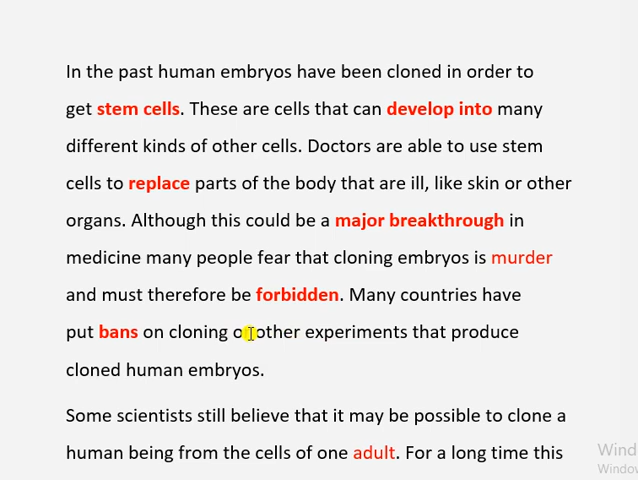 In the past human embryos have been cloned in order to
get stem cells. These are cells that can develop into many
different kinds of other cells. Doctors are able to use stem
cells to replace parts of the body that are ill, like skin or other
organs. Although this could be a major breakthrough in
medicine many people fear that cloning embryos is murder
and must therefore be forbidden. Many countries have
put bans on cloning or other experiments that produce
cloned human embryos.
Some scientists still believe that it may be possible to clone a
human being from the cells of one adult. For a long time this
Wind
Window